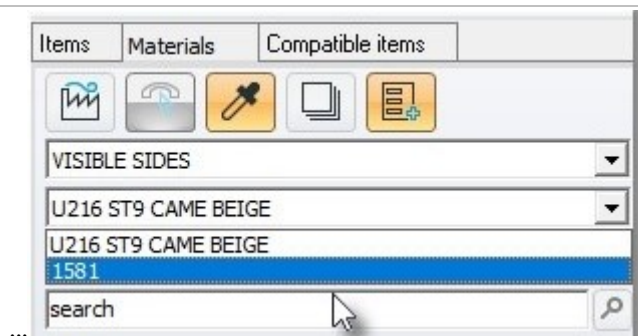 Items Materials Compatible items
VISIBLE SIDES
U216 ST9 CAME BEIGE
U216 ST9 CAME BEIGE
1581
search
...